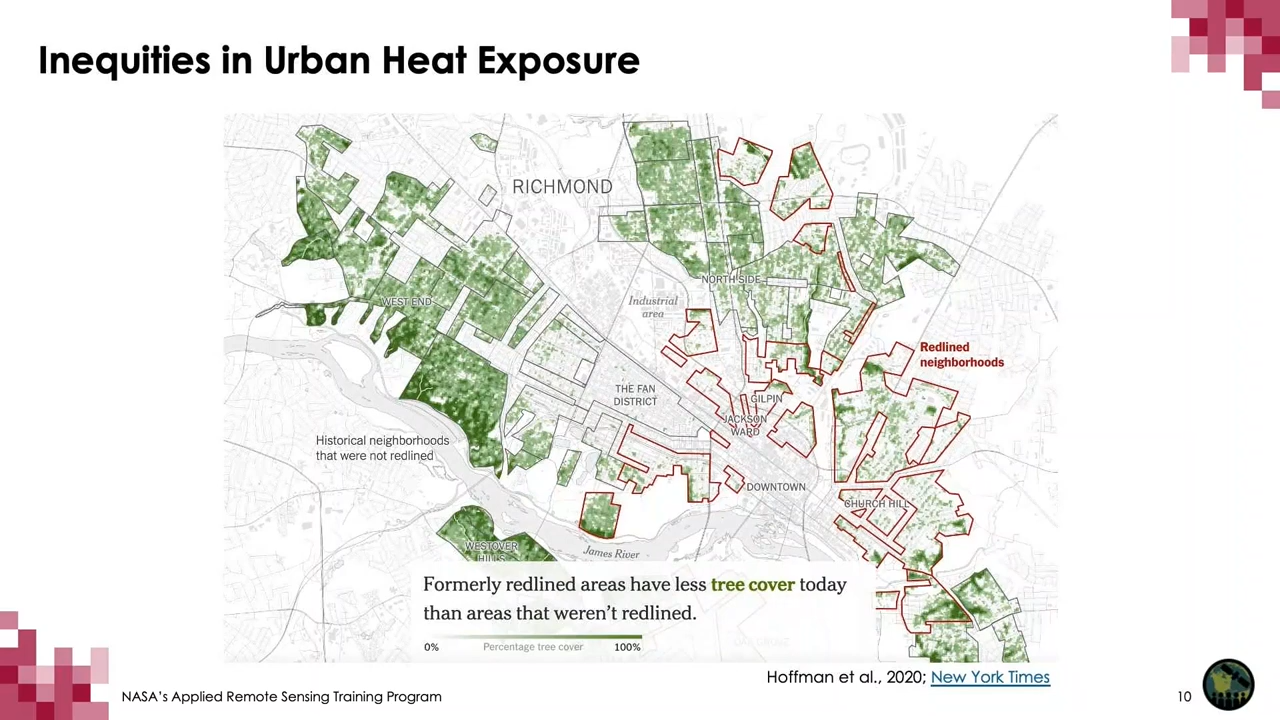 Inequities in Urban Heat Exposure
RICHMOND
NORTH SIDE
WEST END
Industrial
area
Redlined
neighborhoods
THE FAN
DISTRICT
GILPIN
JACKSON
WARD
Historical neighborhoods
that were not redlined
DOWNTOWN
CHURCH HILL
WESTOVER
HILLS
James River
Formerly redlined areas have less tree cover today
than areas that weren't redlined.
0% Percentage tree cover 100%
Hoffman et al., 2020; New York Times
NASA's Applied Remote Sensing Training Program
10